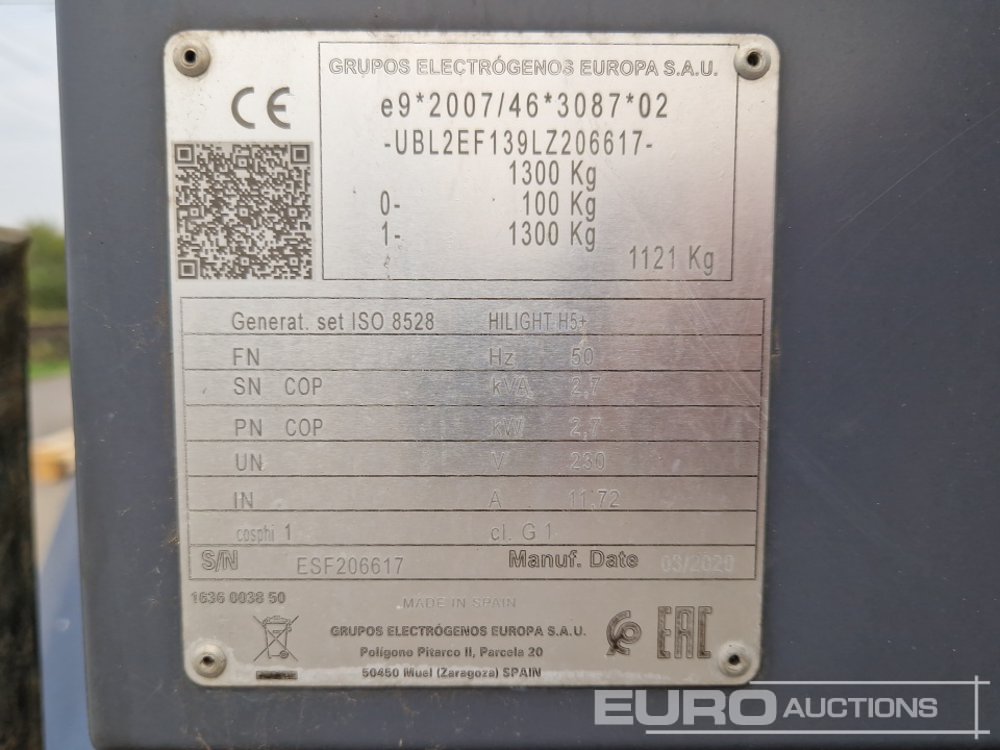 GRUPOS ELECTRÓGENOS EUROPA S.A.U.
CE
e9*2007/46*3087*02
-UBL2EF139LZ206617-
1300 Kg
0- 100 Kg
1- 1300 Kg
1121 Kg
Generat. set ISO 8528 HILIGHT H5+
FN Hz 50
SN COP kVA 2,7
PN COP kW 2,7
UN V 230
IN A 11,72
cosphi 1 cl. G 1
S/N ESF206617 Manuf. Date 03/2020
1636 0038 50
MADE IN SPAIN
GRUPOS ELECTRÓGENOS EUROPA S.A.U.
Polígono Pitarco II, Parcela 20
50450 Muel (Zaragoza) SPAIN
EAC
EURO AUCTIONS